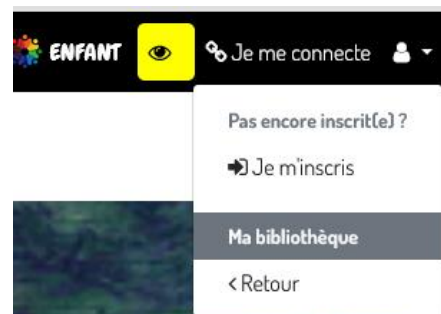 ENFANT Je me connecte
Pas encore inscrit(e) ?
Je m'inscris
Ma bibliothèque
< Retour